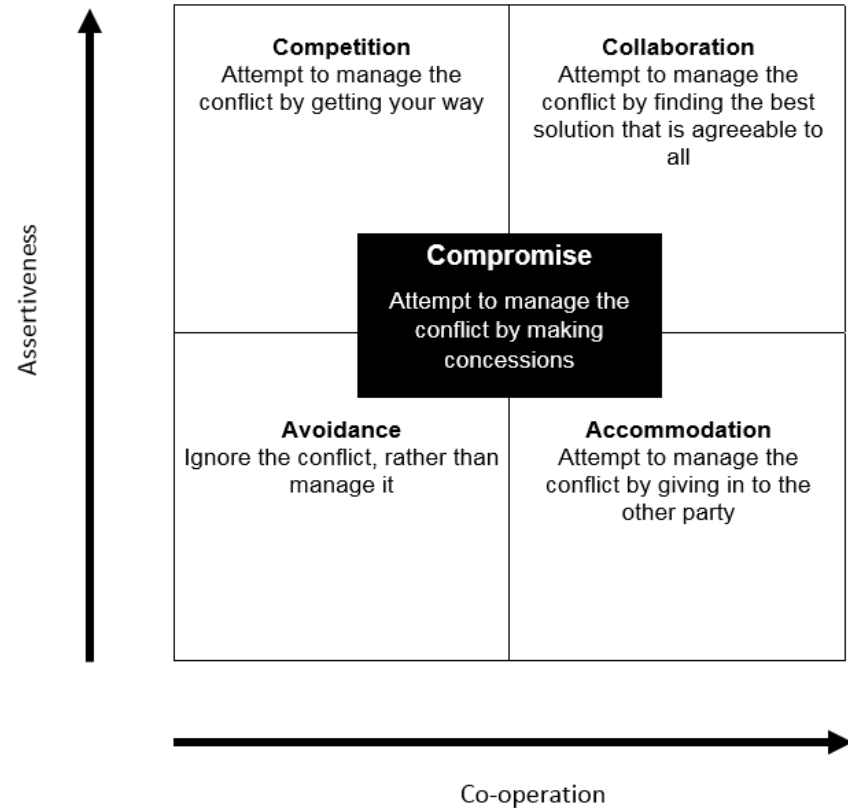 Competition
Attempt to manage the
conflict by getting your way
Collaboration
Attempt to manage the
conflict by finding the best
solution that is agreeable to
all
Assertiveness
Compromise
Attempt to manage the
conflict by making
concessions
Avoidance
Ignore the conflict, rather than
manage it
Accommodation
Attempt to manage the
conflict by giving in to the
other party
Co-operation